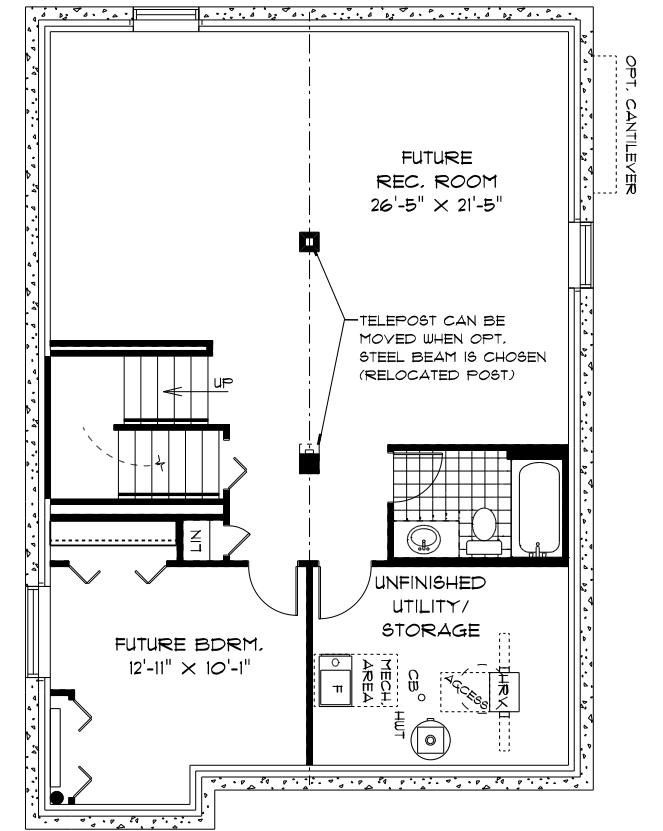 OPT. CANTILEVER
FUTURE
REC. ROOM
26'-5" X 21'-5"
TELEPOST CAN BE
MOVED WHEN OPT.
STEEL BEAM IS CHOSEN
(RELOCATED POST)
UP
LIN
UNFINISHED
UTILITY/
STORAGE
FUTURE BDRM.
12'-11" X 10'-1"
F
MECH
AREA
CB
HWT
ACCESS
HRV